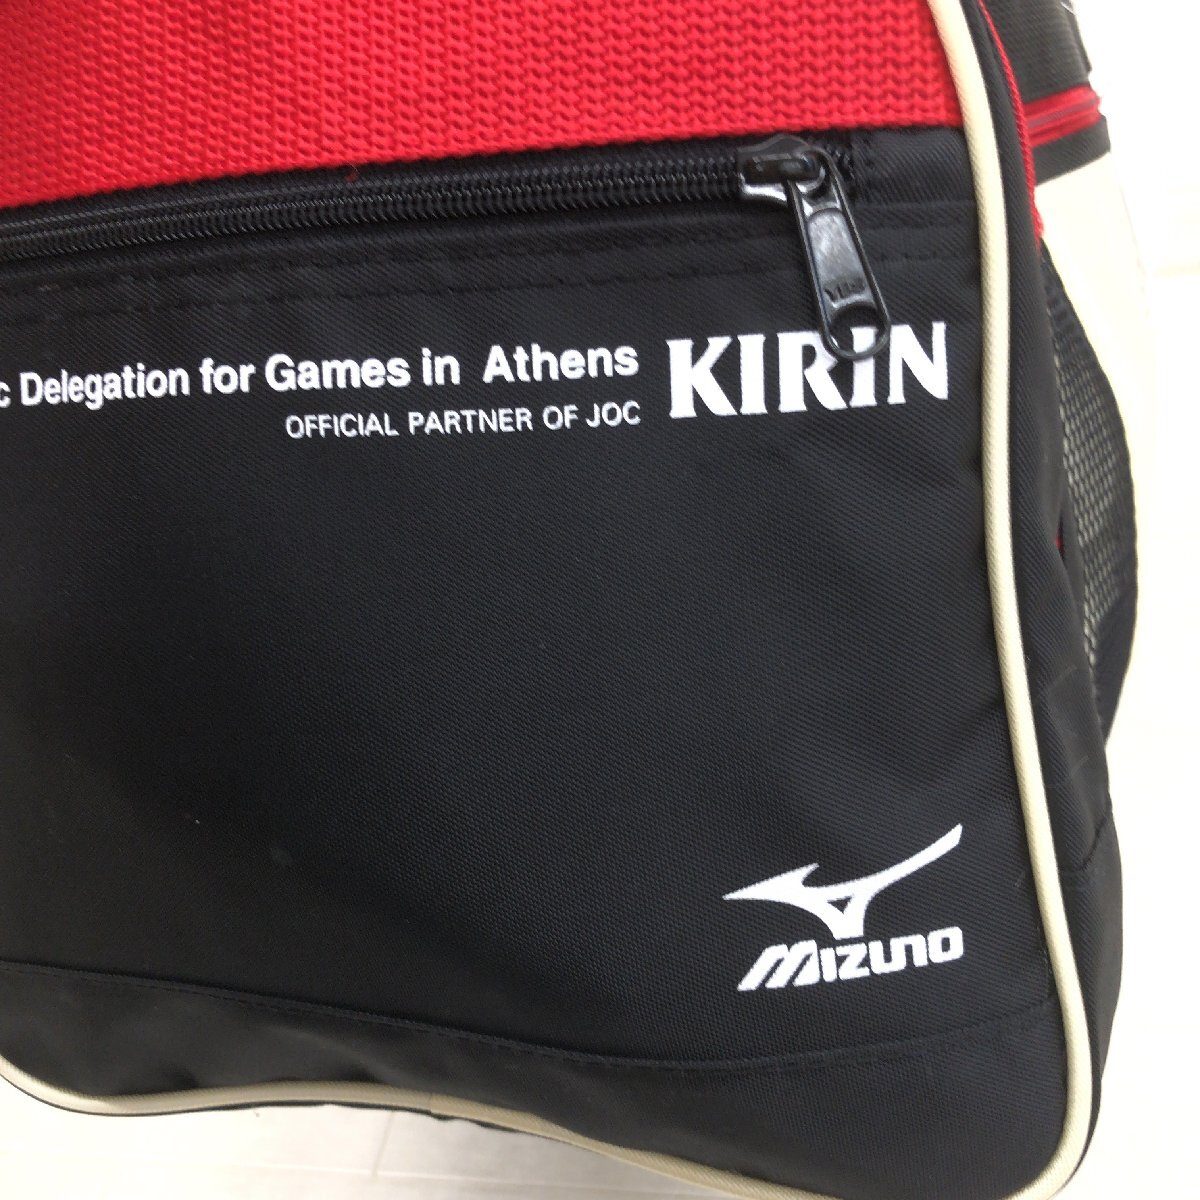 c Delegation for Games in Athens
OFFICIAL PARTNER OF JOC
KIRIN
MIZUNO